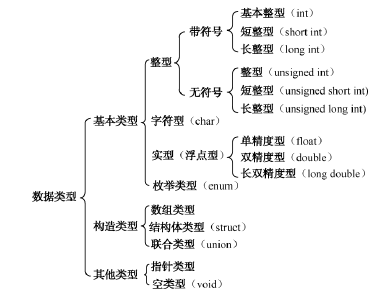 基本整型（int）
带符号
短整型（short int）
长整型（long int）
整型
整型（unsigned int）
无符号
短整型（unsigned short int）
长整型（unsigned long int）
基本类型
字符型（char）
单精度型（float）
实型（浮点型）
双精度型（double）
长双精度型（long double）
枚举类型（enum）
数据类型
数组类型
构造类型
结构体类型（struct）
联合类型（union）
指针类型
其他类型
空类型（void）